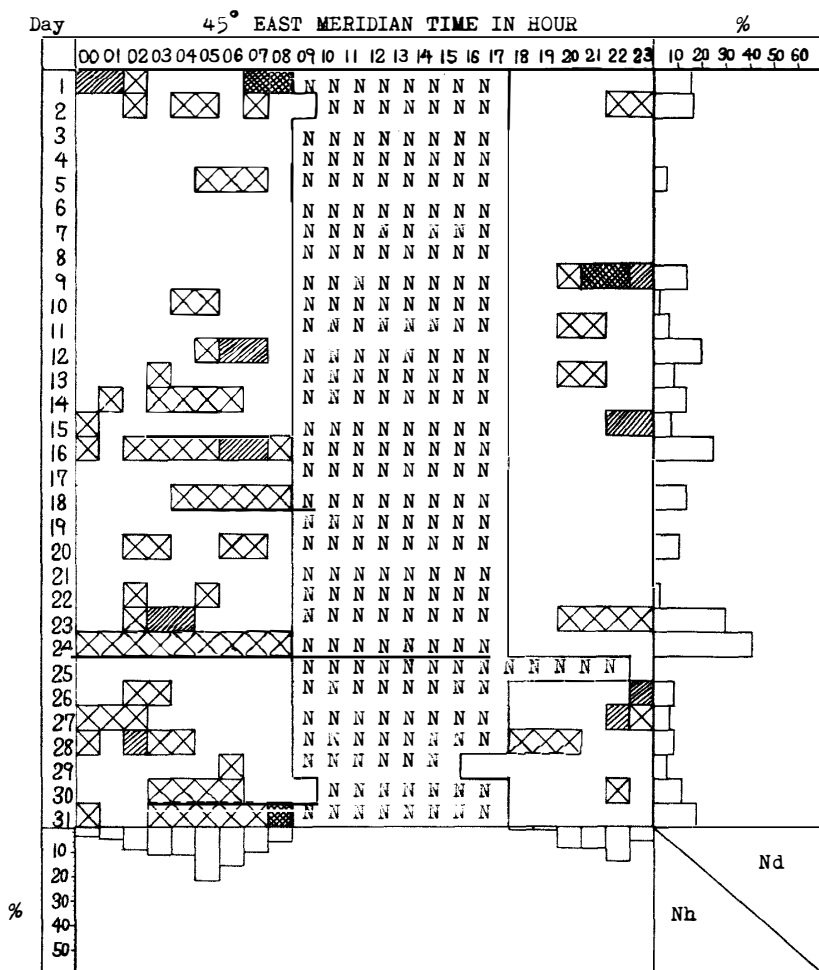 Day 45° EAST MERIDIAN TIME IN HOUR %
00 01 02 03 04 05 06 07 08 09 10 11 12 13 14 15 16 17 18 19 20 21 22 23 10 20 30 40 50 60
1 N N N N N N N N
2 N N N N N N N
3 N N N N N N N N
4 N N N N N N N N
5 N N N N N N N N
6 N N N N N N N N
7 N N N N N N N N
8 N N N N N N N N
9 N N N N N N N N
10 N N N N N N N N
11 N N N N N N N N
12 N N N N N N N N
13 N N N N N N N N
14 N N N N N N N N
15 N N N N N N N N
16 N N N N N N N N
17 N N N N N N N N
18 N N N N N N N N
19 N N N N N N N N
20 N N N N N N N N
21 N N N N N N N N
22 N N N N N N N N
23 N N N N N N N N
24 N N N N N N N N
25 N N N N N N N N N N N N N
26 N N N N N N N N
27 N N N N N N N N
28 N N N N N N N N
29 N N N N N N
30 N N N N N N N
31 N N N N N N N N
10
20
30
% 40
50
Nd
Nh